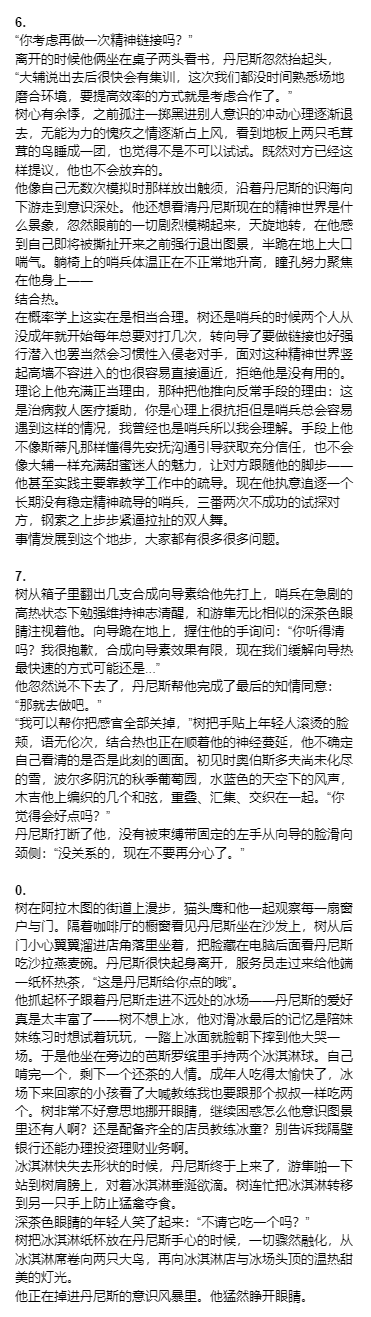 6.
“你考虑再做一次精神链接吗？”
离开的时候他俩坐在桌子两头看书，丹尼斯忽然抬起头，
“大辅说出去后很快会有集训，这次我们都没时间熟悉场地
磨合环境，要提高效率的方式就是考虑合作了。”
树心有余悸，之前孤注一掷黑进别人意识的冲动心理逐渐退
去，无能为力的愧疚之情逐渐占上风，看到地板上两只毛茸
茸的鸟睡成一团，也觉得不是不可以试试。既然对方已经这
样提议，他也不会放弃的。
他像自己无数次模拟时那样放出触须，沿着丹尼斯的识海向
下游走到意识深处。他还想看清丹尼斯现在的精神世界是什
么景象，忽然眼前的一切剧烈模糊起来，天旋地转，在他感
到自己即将被撕扯开来之前强行退出图景，半跪在地上大口
喘气。躺椅上的哨兵体温正在不正常地升高，瞳孔努力聚焦
在他身上——
结合热。
在概率学上这实在是相当合理。树还是哨兵的时候两个人从
没成年就开始每年总要对打几次，转向导了要做链接也好强
行潜入也罢当然会习惯性入侵老对手，面对这种精神世界竖
起高墙不容进入的也很容易直接逼近，拒绝他是没有用的。
理论上他充满正当理由，那种把他推向反常手段的理由：这
是治病救人医疗援助，你是心理上很抗拒但是哨兵总会容易
遇到这样的情况，我曾经也是哨兵所以我会理解。手段上他
不像斯蒂凡那样懂得先安抚沟通引导获取充分信任，也不会
像大辅一样充满甜蜜迷人的魅力，让对方跟随他的脚步——
他甚至实践主要靠教学工作中的疏导。现在他执意追逐一个
长期没有稳定精神疏导的哨兵，三番两次不成功的试探对
方，钢索之上步步紧逼拉扯的双人舞。
事情发展到这个地步，大家都有很多很多问题。
7.
树从箱子里翻出几支合成向导素给他先打上，哨兵在急剧的
高热状态下勉强维持神志清醒，和游隼无比相似的深茶色眼
睛注视着他。向导跪在地上，握住他的手询问：“你听得清
吗？我很抱歉，合成向导素效果有限，现在我们缓解向导热
最快速的方式可能还是…”
他忽然说不下去了，丹尼斯帮他完成了最后的知情同意：
“那就去做吧。”
“我可以帮你把感官全部关掉，”树把手贴上年轻人滚烫的脸
颊，语无伦次，结合热也正在顺着他的神经蔓延，他不确定
自己看清的是否是此刻的画面。初见时奥伯斯多夫尚未化尽
的雪，波尔多阴沉的秋季葡萄园，水蓝色的天空下的风声，
木吉他上编织的几个和弦，重叠、汇集、交织在一起。“你
觉得会好点吗？”
丹尼斯打断了他，没有被束缚带固定的左手从向导的脸滑向
颈侧：“没关系的，现在不要再分心了。”
0.
树在阿拉木图的街道上漫步，猫头鹰和他一起观察每一扇窗
户与门。隔着咖啡厅的橱窗看见丹尼斯坐在沙发上，树从后
门小心翼翼溜进店角落里坐着，把脸藏在电脑后面看丹尼斯
吃沙拉燕麦碗。丹尼斯很快起身离开，服务员走过来给他端
一纸杯热茶，“这是丹尼斯给你点的哦”。
他抓起杯子跟着丹尼斯走进不远处的冰场——丹尼斯的爱好
真是太丰富了——树不想上冰，他对滑冰最后的记忆是陪妹
妹练习时想试着玩玩，一踏上冰面就脸朝下摔到他大哭一
场。于是他坐在旁边的芭斯罗缤里手持两个冰淇淋球。自己
啃完一个，剩下一个还茶的人情。成年人吃得太愉快了，冰
场下来回家的小孩看了大喊教练我也要跟那个叔叔一样吃两
个。树非常不好意思地挪开眼睛，继续困惑怎么他意识图景
里还有人啊？还是配备齐全的店员教练冰童？别告诉我隔壁
银行还能办理投资理财业务啊。
冰淇淋快失去形状的时候，丹尼斯终于上来了，游隼啪一下
站到树肩膀上，对着冰淇淋垂涎欲滴。树连忙把冰淇淋转移
到另一只手上防止猛禽夺食。
深茶色眼睛的年轻人笑了起来：“不请它吃一个吗？”
树把冰淇淋纸杯放在丹尼斯手心的时候，一切骤然融化，从
冰淇淋席卷向两只大鸟，再向冰淇淋店与冰场头顶的温热甜
美的灯光。
他正在掉进丹尼斯的意识风暴里。他猛然睁开眼睛。